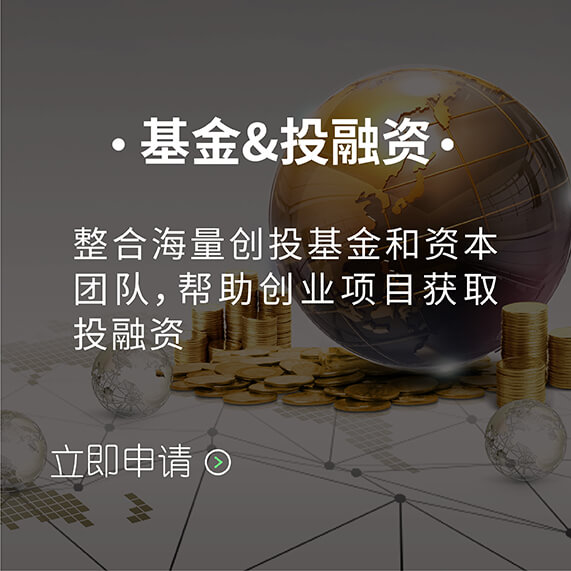 ·基金&投融资·
整合海量创投基金和资本
团队，帮助创业项目获取
投融资
立即申请